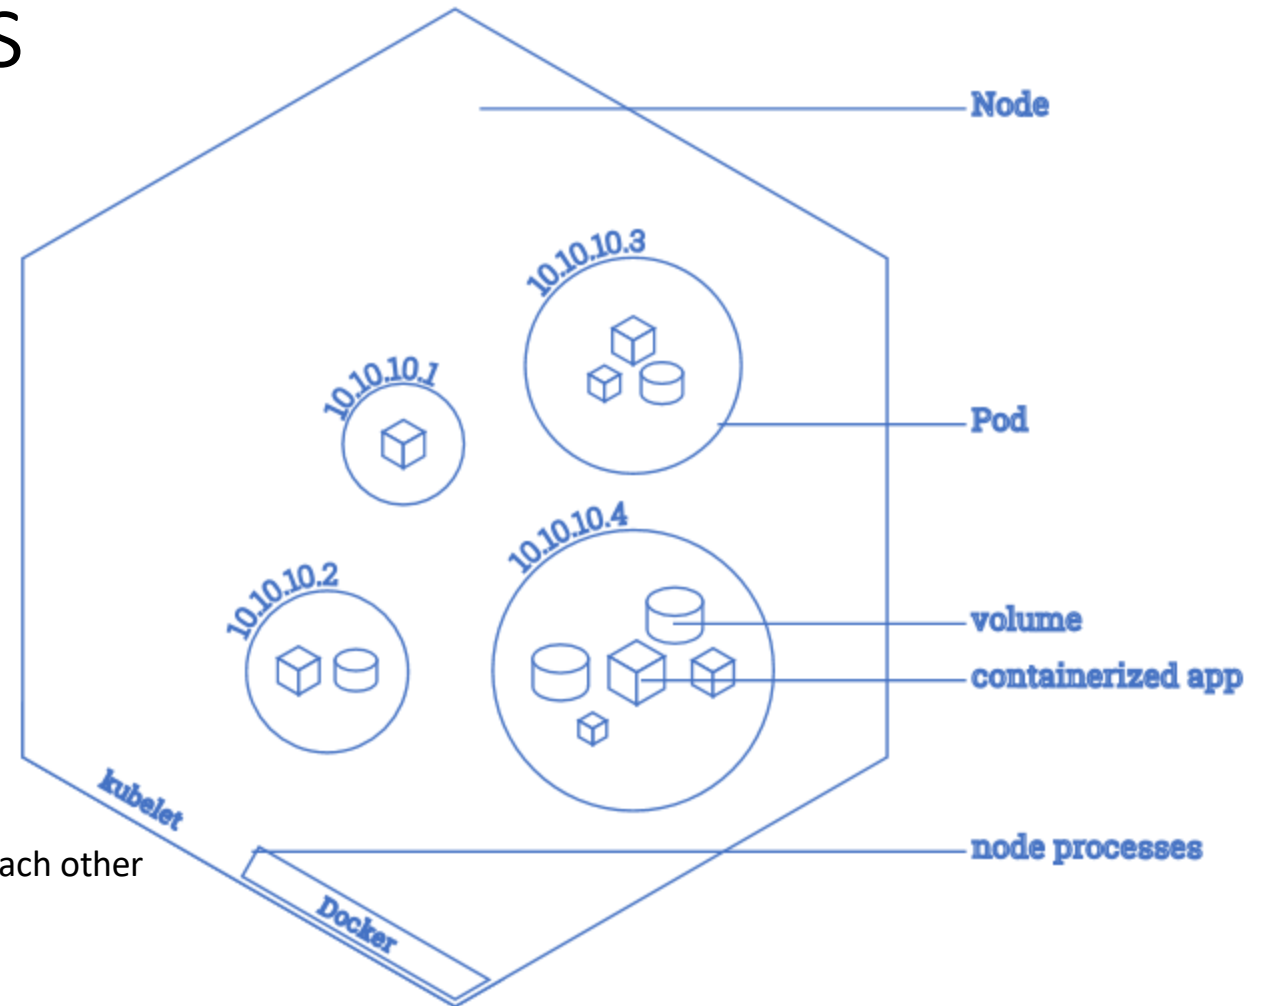 S
Node
10.10.10.3
10.10.10.1
Pod
10.10.10.4
10.10.10.2
volume
containerized app
kubelet
node processes
ach other
Docker